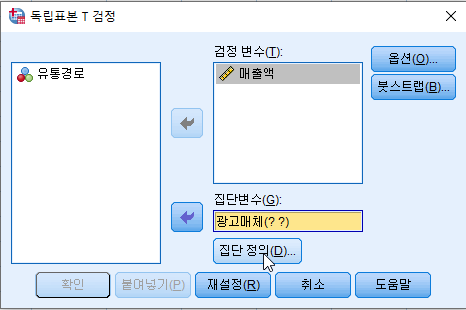 독립표본 T 검정
검정 변수(T):
유통경로
매출액
옵션(O)...
붓스트랩(B)...
집단변수(G):
광고매체(? ?)
집단 정의(D)...
확인
붙여넣기(P)
재설정(R)
취소
도움말